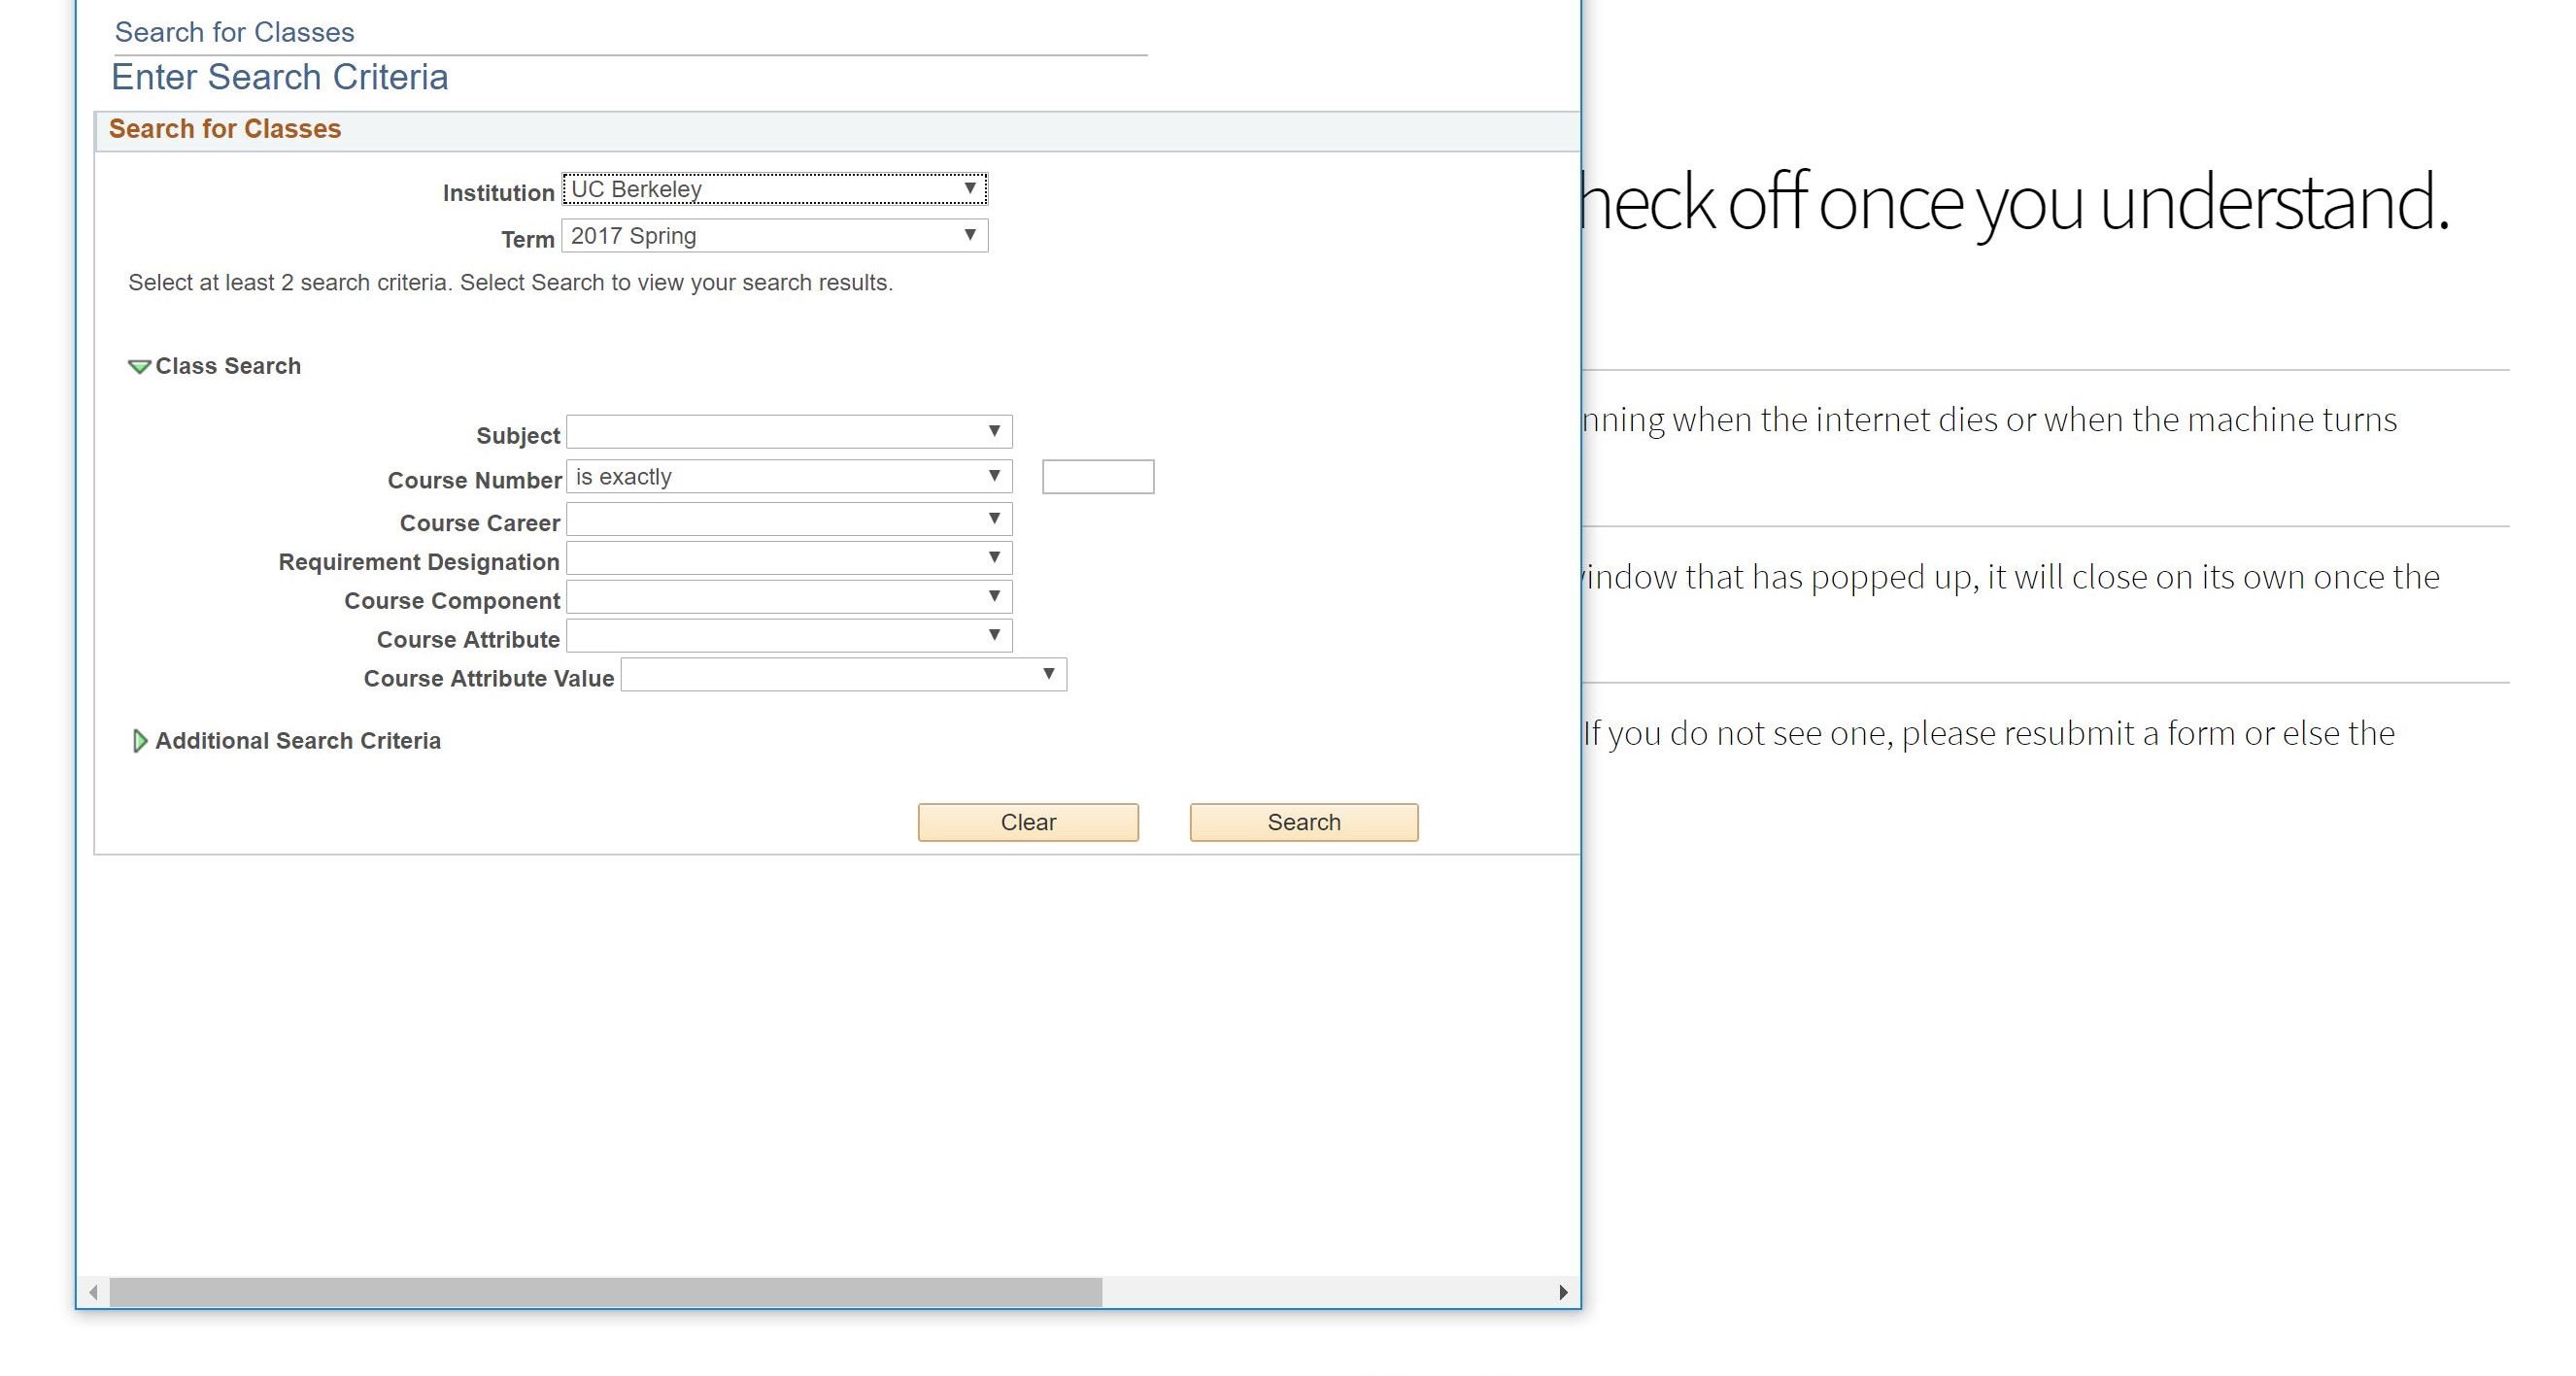 Search for Classes
Enter Search Criteria
Search for Classes
Institution UC Berkeley
Term 2017 Spring
Select at least 2 search criteria. Select Search to view your search results.
Class Search
Subject
Course Number is exactly
Course Career
Requirement Designation
Course Component
Course Attribute
Course Attribute Value
Additional Search Criteria
Clear Search
heck off once you understand.
nning when the internet dies or when the machine turns
indow that has popped up, it will close on its own once the
If you do not see one, please resubmit a form or else the